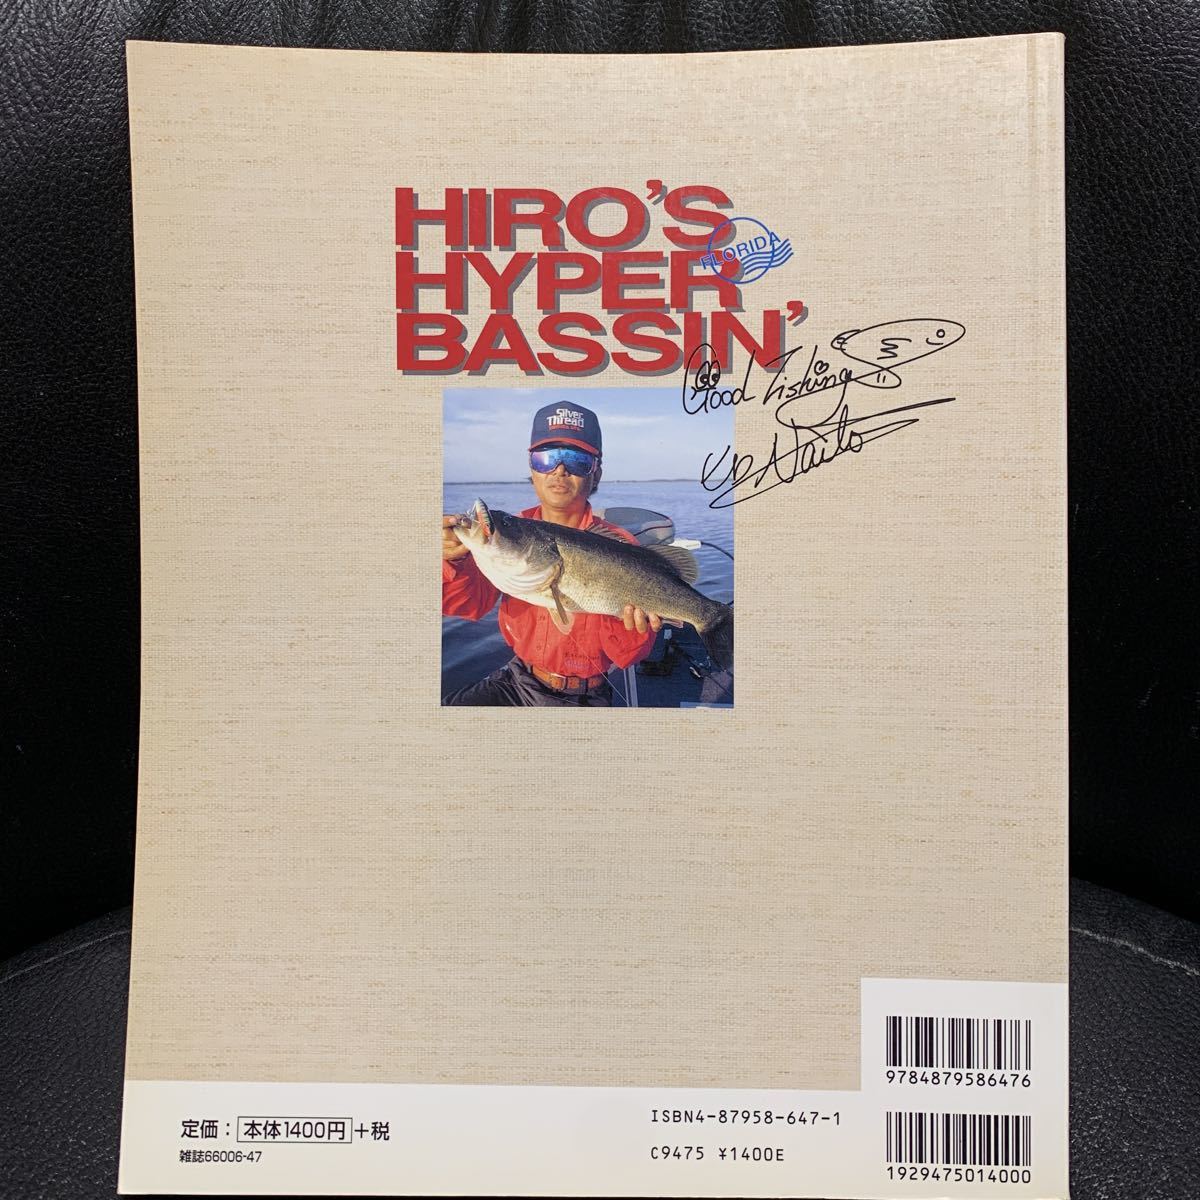 HIRO'S
FLORIDA
HYPER
BASSIN'
Good Fishing
Naito
Silver
Thread
9784879586476
定価：本体1400円+税
雑誌66006-47
ISBN4-87958-647-1
C9475 ¥1400E
1929475014000